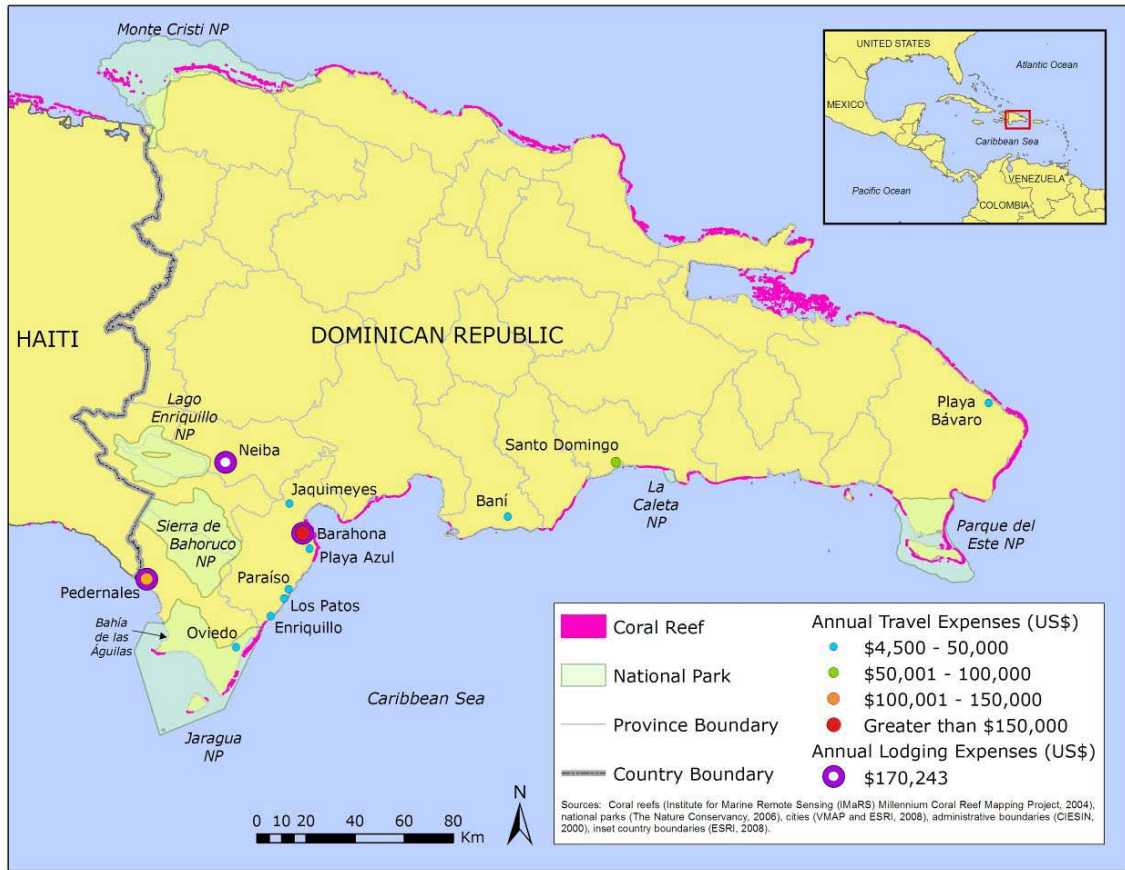 Monte Cristi NP
UNITED STATES
Atlantic Ocean
MEXICO
Caribbean Sea
Pacific Ocean
VENEZUELA
COLOMBIA
HAITI
DOMINICAN REPUBLIC
Lago
Enriquillo
NP
Neiba
Playa
Bávaro
Santo Domingo
Jaquimeyes
Baní
La
Caleta
NP
Sierra de
Bahoruco
NP
Barahona
Playa Azul
Parque del
Este NP
Pedernales
Paraíso
Los Patos
Enriquillo
Bahía
de las
Águilas
Oviedo
Caribbean Sea
Jaragua
NP
N
0 10 20 40 60 80
Km
Coral Reef
National Park
Province Boundary
Country Boundary
Annual Travel Expenses (US$)
$4,500 - 50,000
$50,001 - 100,000
$100,001 - 150,000
Greater than $150,000
Annual Lodging Expenses (US$)
$170,243
Sources: Coral reefs (Institute for Marine Remote Sensing (IMaRS) Millennium Coral Reef Mapping Project, 2004),
national parks (The Nature Conservancy, 2006), cities (VMAP and ESRI, 2008), administrative boundaries (CIESIN,
2000), inset country boundaries (ESRI, 2008).